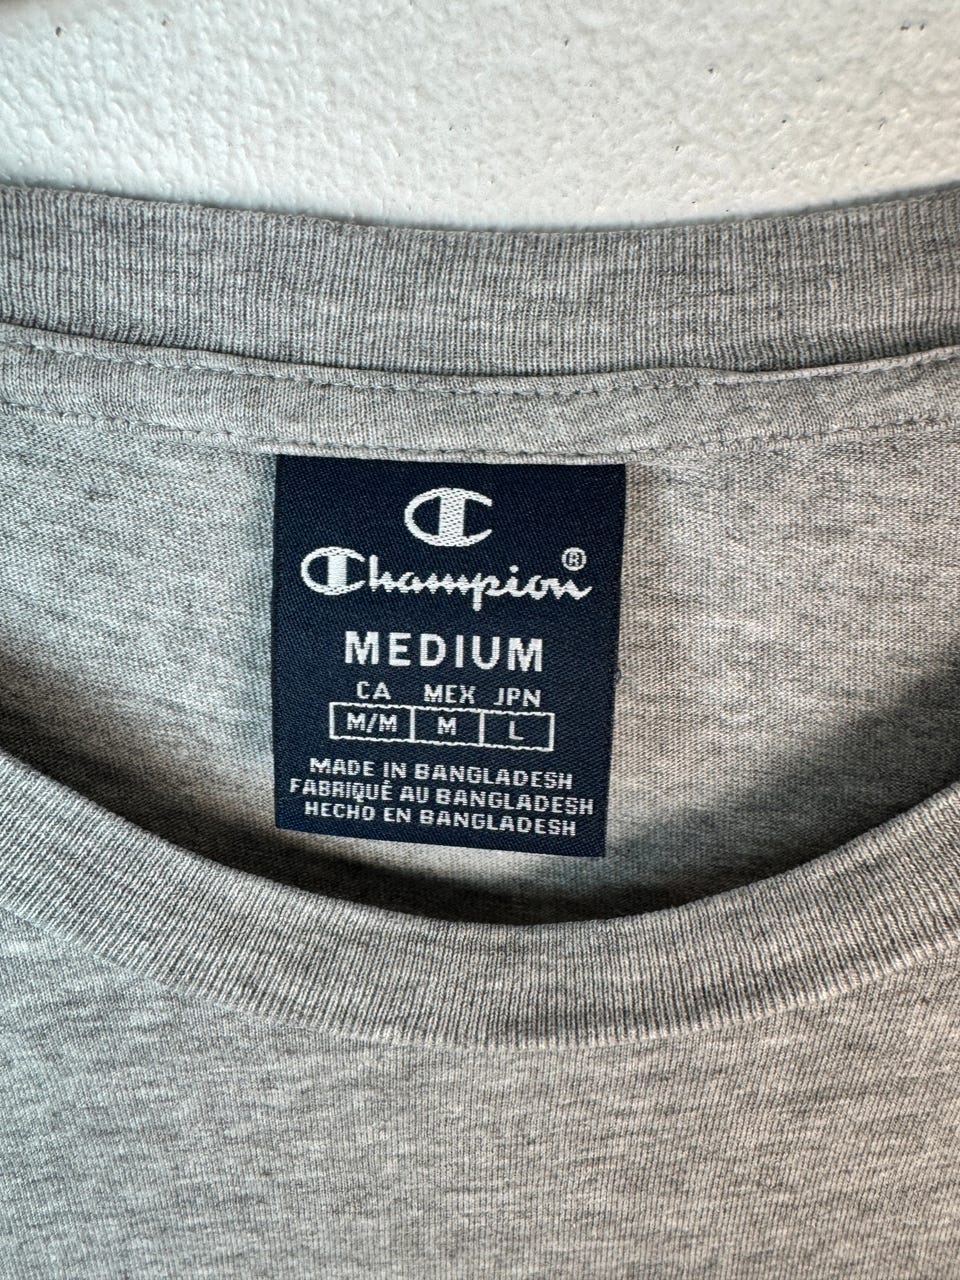 Champion®
MEDIUM
CA MEX JPN
M/M M L
MADE IN BANGLADESH
FABRIQUÉ AU BANGLADESH
HECHO EN BANGLADESH